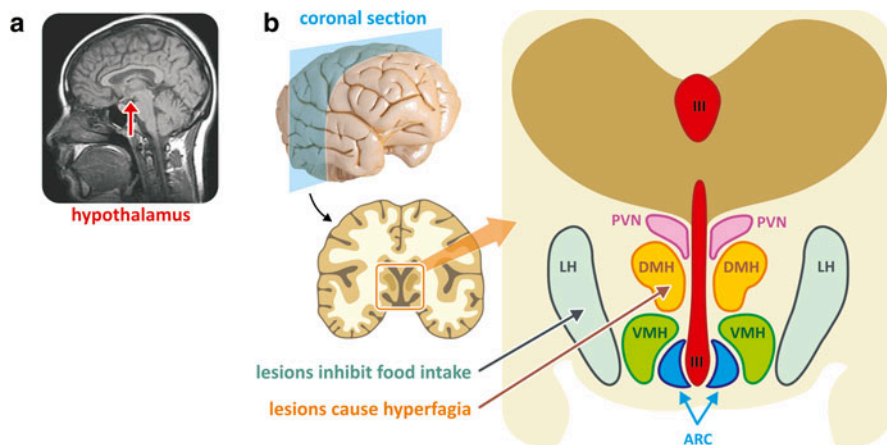 a
hypothalamus
b
coronal section
III
PVN
PVN
LH
DMH
DMH
LH
VMH
VMH
III
lesions inhibit food intake
lesions cause hyperfagia
ARC